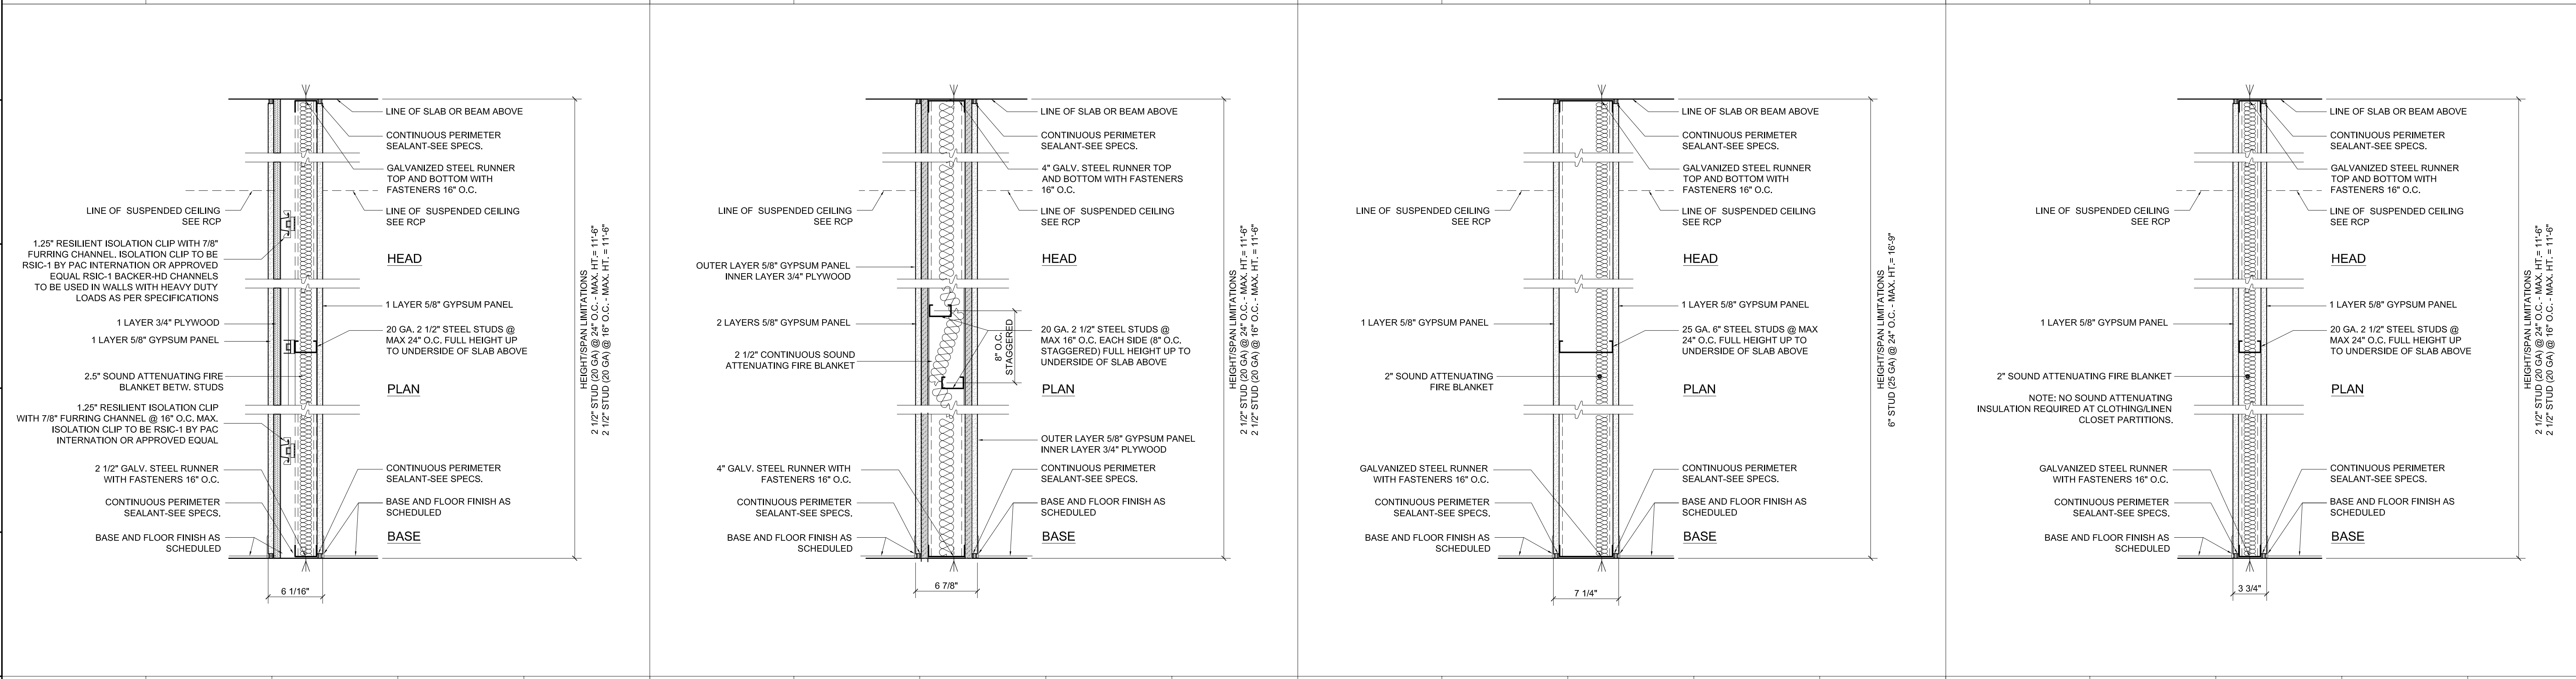 LINE OF SUSPENDED CEILING
SEE RCP
1.25" RESILIENT ISOLATION CLIP WITH 7/8"
FURRING CHANNEL. ISOLATION CLIP TO BE
RSIC-1 BY PAC INTERNATION OR APPROVED
EQUAL RSIC-1 BACKER-HD CHANNELS
TO BE USED IN WALLS WITH HEAVY DUTY
LOADS AS PER SPECIFICATIONS
1 LAYER 3/4" PLYWOOD
1 LAYER 5/8" GYPSUM PANEL
2.5" SOUND ATTENUATING FIRE
BLANKET BETW. STUDS
1.25" RESILIENT ISOLATION CLIP
WITH 7/8" FURRING CHANNEL @ 16" O.C. MAX.
ISOLATION CLIP TO BE RSIC-1 BY PAC
INTERNATION OR APPROVED EQUAL
2 1/2" GALV. STEEL RUNNER
WITH FASTENERS 16" O.C.
CONTINUOUS PERIMETER
SEALANT-SEE SPECS.
BASE AND FLOOR FINISH AS
SCHEDULED
LINE OF SLAB OR BEAM ABOVE
CONTINUOUS PERIMETER
SEALANT-SEE SPECS.
GALVANIZED STEEL RUNNER
TOP AND BOTTOM WITH
FASTENERS 16" O.C.
LINE OF SUSPENDED CEILING
SEE RCP
HEAD
1 LAYER 5/8" GYPSUM PANEL
20 GA. 2 1/2" STEEL STUDS @
MAX 24" O.C. FULL HEIGHT UP
TO UNDERSIDE OF SLAB ABOVE
PLAN
CONTINUOUS PERIMETER
SEALANT-SEE SPECS.
BASE AND FLOOR FINISH AS
SCHEDULED
BASE
6 1/16"
HEIGHT/SPAN LIMITATIONS
2 1/2" STUD (20 GA) @ 24" O.C. - MAX. HT.= 11'-6"
2 1/2" STUD (20 GA) @ 16" O.C. - MAX. HT = 11'-6"
LINE OF SUSPENDED CEILING
SEE RCP
OUTER LAYER 5/8" GYPSUM PANEL
INNER LAYER 3/4" PLYWOOD
2 LAYERS 5/8" GYPSUM PANEL
2 1/2" CONTINUOUS SOUND
ATTENUATING FIRE BLANKET
4" GALV. STEEL RUNNER WITH
FASTENERS 16" O.C.
CONTINUOUS PERIMETER
SEALANT-SEE SPECS.
BASE AND FLOOR FINISH AS
SCHEDULED
8" O.C.
STAGGERED
LINE OF SLAB OR BEAM ABOVE
CONTINUOUS PERIMETER
SEALANT-SEE SPECS.
4" GALV. STEEL RUNNER TOP
AND BOTTOM WITH FASTENERS
16" O.C.
LINE OF SUSPENDED CEILING
SEE RCP
HEAD
20 GA. 2 1/2" STEEL STUDS @
MAX 16" O.C. EACH SIDE (8" O.C.
STAGGERED) FULL HEIGHT UP TO
UNDERSIDE OF SLAB ABOVE
PLAN
OUTER LAYER 5/8" GYPSUM PANEL
INNER LAYER 3/4" PLYWOOD
CONTINUOUS PERIMETER
SEALANT-SEE SPECS.
BASE AND FLOOR FINISH AS
SCHEDULED
BASE
6 7/8"
HEIGHT/SPAN LIMITATIONS
2 1/2" STUD (20 GA) @ 24" O.C. - MAX. HT.= 11'-6"
2 1/2" STUD (20 GA) @ 16" O.C. - MAX. HT = 11'-6"
LINE OF SUSPENDED CEILING
SEE RCP
1 LAYER 5/8" GYPSUM PANEL
2" SOUND ATTENUATING
FIRE BLANKET
GALVANIZED STEEL RUNNER
WITH FASTENERS 16" O.C.
CONTINUOUS PERIMETER
SEALANT-SEE SPECS.
BASE AND FLOOR FINISH AS
SCHEDULED
LINE OF SLAB OR BEAM ABOVE
CONTINUOUS PERIMETER
SEALANT-SEE SPECS.
GALVANIZED STEEL RUNNER
TOP AND BOTTOM WITH
FASTENERS 16" O.C.
LINE OF SUSPENDED CEILING
SEE RCP
HEAD
1 LAYER 5/8" GYPSUM PANEL
25 GA. 6" STEEL STUDS @ MAX
24" O.C. FULL HEIGHT UP TO
UNDERSIDE OF SLAB ABOVE
PLAN
CONTINUOUS PERIMETER
SEALANT-SEE SPECS.
BASE AND FLOOR FINISH AS
SCHEDULED
BASE
7 1/4"
HEIGHT/SPAN LIMITATIONS
6" STUD (25 GA) @ 24" O.C. - MAX. HT.= 16'-9"
LINE OF SUSPENDED CEILING
SEE RCP
1 LAYER 5/8" GYPSUM PANEL
2" SOUND ATTENUATING FIRE BLANKET
NOTE: NO SOUND ATTENUATING
INSULATION REQUIRED AT CLOTHING/LINEN
CLOSET PARTITIONS.
GALVANIZED STEEL RUNNER
WITH FASTENERS 16" O.C.
CONTINUOUS PERIMETER
SEALANT-SEE SPECS.
BASE AND FLOOR FINISH AS
SCHEDULED
LINE OF SLAB OR BEAM ABOVE
CONTINUOUS PERIMETER
SEALANT-SEE SPECS.
GALVANIZED STEEL RUNNER
TOP AND BOTTOM WITH
FASTENERS 16" O.C.
LINE OF SUSPENDED CEILING
SEE RCP
HEAD
1 LAYER 5/8" GYPSUM PANEL
20 GA. 2 1/2" STEEL STUDS @
MAX 24" O.C. FULL HEIGHT UP
TO UNDERSIDE OF SLAB ABOVE
PLAN
CONTINUOUS PERIMETER
SEALANT-SEE SPECS.
BASE AND FLOOR FINISH AS
SCHEDULED
BASE
3 3/4"
HEIGHT/SPAN LIMITATIONS
2 1/2" STUD (20 GA) @ 24" O.C. - MAX. HT.= 11'-6"
2 1/2" STUD (20 GA) @ 16" O.C. - MAX. HT = 11'-6"